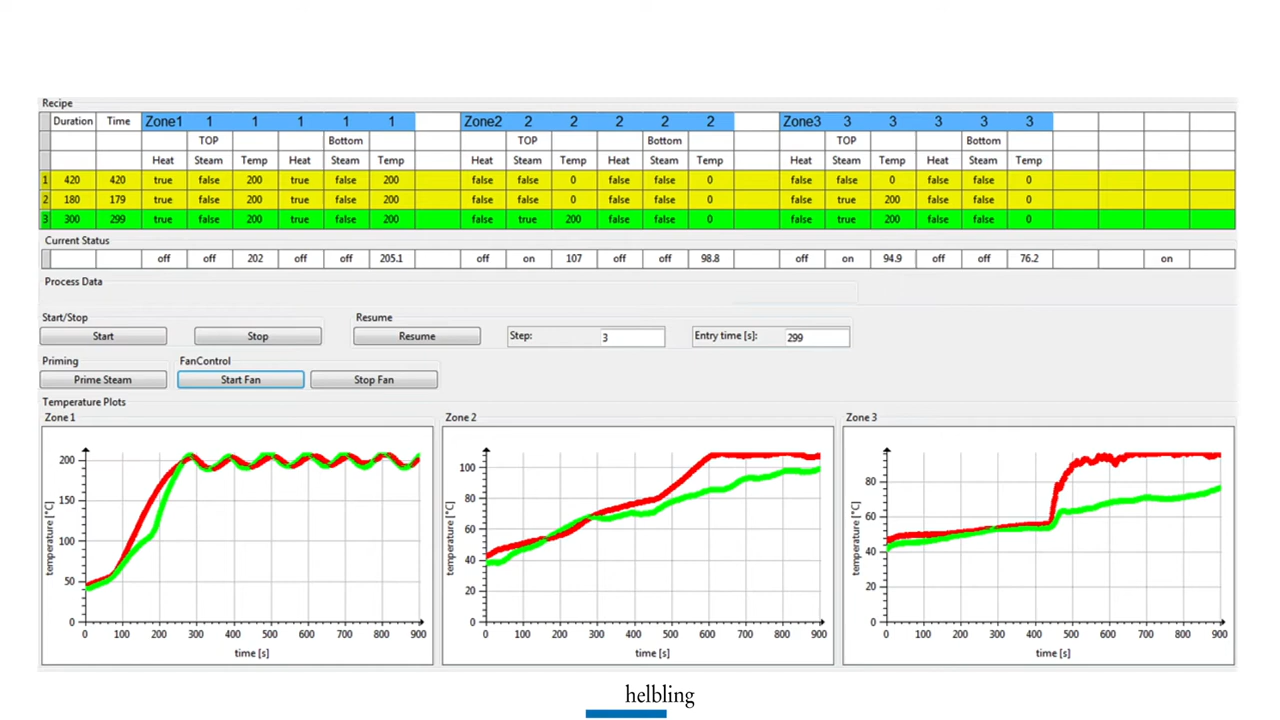 Recipe
Duration Time Zone1 1 1 1 1 1 Zone2 2 2 2 2 2 Zone3 3 3 3 3 3
TOP Bottom TOP Bottom TOP Bottom
Heat Steam Temp Heat Steam Temp Heat Steam Temp Heat Steam Temp Heat Steam Temp Heat Steam Temp
1 420 420 true false 200 true false 200 false false 0 false false 0 false false 0 false false 0
2 180 179 true false 200 true false 200 false false 0 false false 0 false true 200 false false 0
3 300 299 true false 200 true false 200 false true 200 false false 0 false true 200 false false 0
Current Status
off off 202 off off 205.1 off on 107 off off 98.8 off on 94.9 off off 76.2 on
Process Data
Start/Stop Resume
Start Stop Resume Step: 3 Entry time [s]: 299
Priming FanControl
Prime Steam Start Fan Stop Fan
Temperature Plots
Zone 1 Zone 2 Zone 3
temperature [°C]
200
150
100
50
0
0 100 200 300 400 500 600 700 800 900
time [s]
temperature [°C]
100
80
60
40
20
0
0 100 200 300 400 500 600 700 800 900
time [s]
temperature [°C]
80
60
40
20
0
0 100 200 300 400 500 600 700 800 900
time [s]
helbling